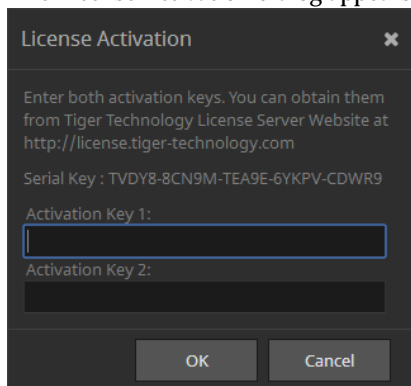 License Activation
Enter both activation keys. You can obtain them
from Tiger Technology License Server Website at
http://license.tiger-technology.com
Serial Key : TVDY8-8CN9M-TEA9E-6YKPV-CDWR9
Activation Key 1:
Activation Key 2:
OK Cancel